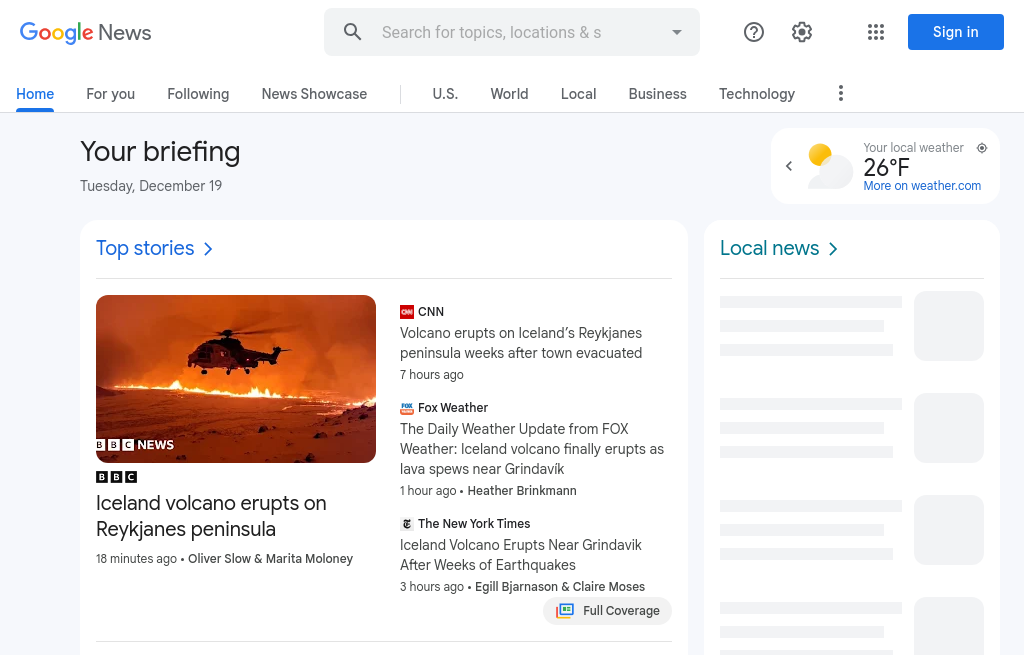 Google News
Search for topics, locations & s
Sign in
Home
For you
Following
News Showcase
U.S.
World
Local
Business
Technology
Your briefing
Tuesday, December 19
Your local weather
26°F
More on weather.com
Top stories
BBC NEWS
BBC
Iceland volcano erupts on
Reykjanes peninsula
18 minutes ago • Oliver Slow & Marita Moloney
CNN
Volcano erupts on Iceland’s Reykjanes
peninsula weeks after town evacuated
7 hours ago
Fox Weather
The Daily Weather Update from FOX
Weather: Iceland volcano finally erupts as
lava spews near Grindavík
1 hour ago • Heather Brinkmann
The New York Times
Iceland Volcano Erupts Near Grindavik
After Weeks of Earthquakes
3 hours ago • Egill Bjarnason & Claire Moses
Full Coverage
Local news